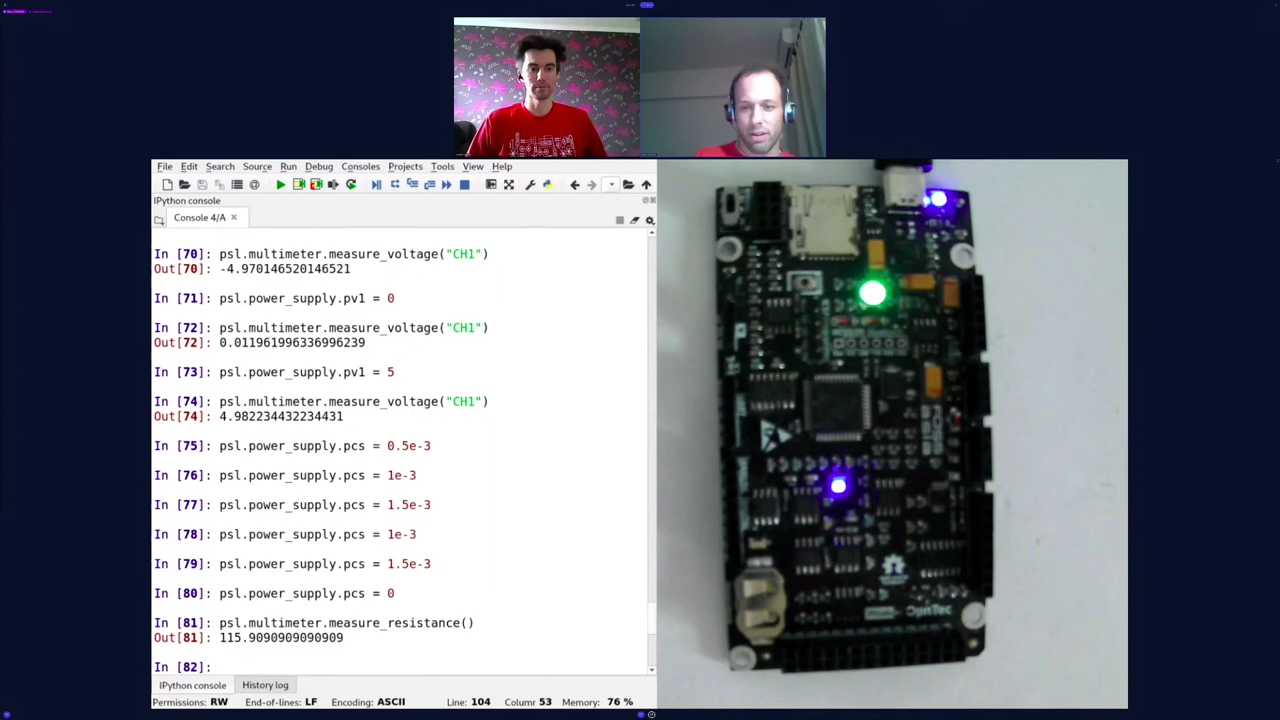 File Edit Search Source Run Debug Consoles Projects Tools View Help
IPython console
Console 4/A
In [70]: psl.multimeter.measure_voltage("CH1")
Out[70]: -4.970146520146521
In [71]: psl.power_supply.pv1 = 0
In [72]: psl.multimeter.measure_voltage("CH1")
Out[72]: 0.011961996336996239
In [73]: psl.power_supply.pv1 = 5
In [74]: psl.multimeter.measure_voltage("CH1")
Out[74]: 4.982234432234431
In [75]: psl.power_supply.pcs = 0.5e-3
In [76]: psl.power_supply.pcs = 1e-3
In [77]: psl.power_supply.pcs = 1.5e-3
In [78]: psl.power_supply.pcs = 1e-3
In [79]: psl.power_supply.pcs = 1.5e-3
In [80]: psl.power_supply.pcs = 0
In [81]: psl.multimeter.measure_resistance()
Out[81]: 115.9090909090909
In [82]:
IPython console History log
Permissions: RW End-of-lines: LF Encoding: ASCII Line: 104 Column: 53 Memory: 76 %